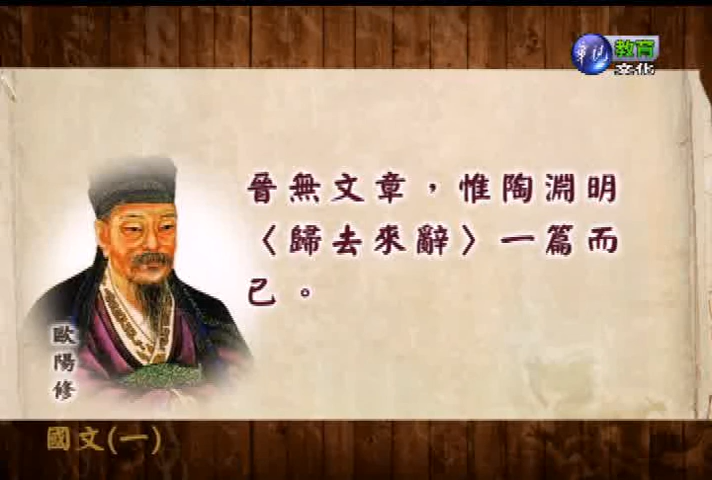 華視
教育
文化
晉無文章，惟陶淵明
〈歸去來辭〉一篇而
已。
歐陽修
國文(一)